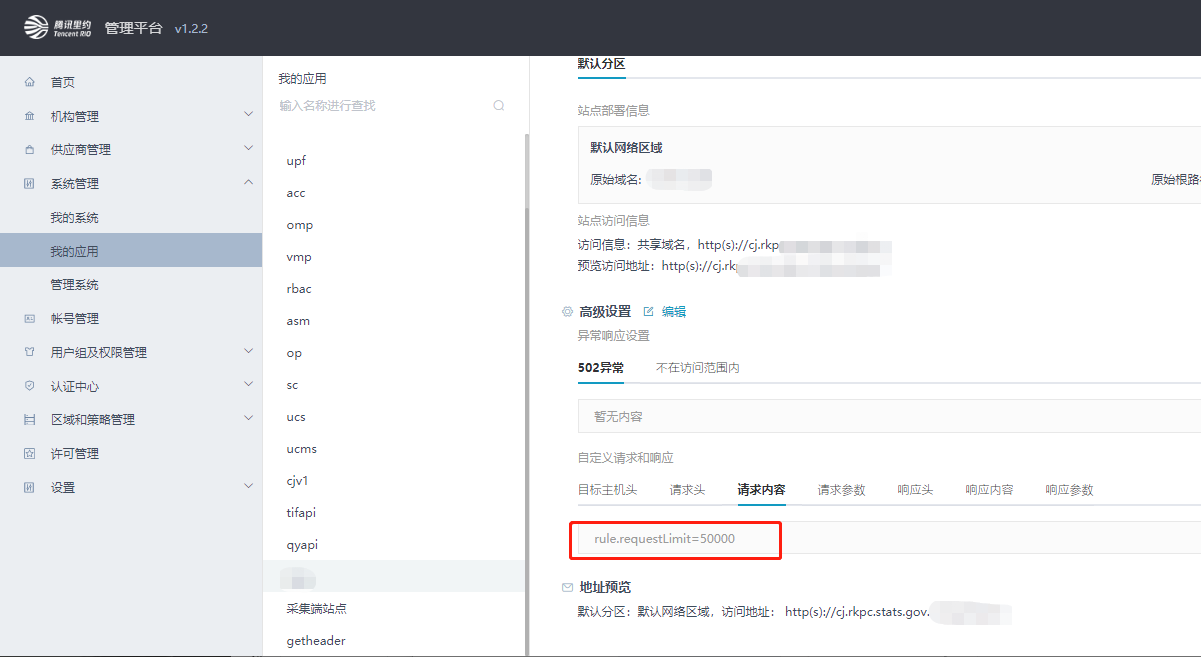 腾讯里约
Tencent RIO
管理平台 v1.2.2
首页
机构管理
供应商管理
系统管理
我的系统
我的应用
管理系统
帐号管理
用户组及权限管理
认证中心
区域和策略管理
许可管理
设置
我的应用
输入名称进行查找
upf
acc
omp
vmp
rbac
asm
op
sc
ucs
ucms
cjv1
tifapi
qyapi
采集端站点
getheader
默认分区
站点部署信息
默认网络区域
原始域名:
原始根路
站点访问信息
访问信息：共享域名，http(s)://cj.rkp
预览访问地址：http(s)://cj.rk
高级设置 编辑
异常响应设置
502异常 不在访问范围内
暂无内容
自定义请求和响应
目标主机头 请求头 请求内容 请求参数 响应头 响应内容 响应参数
rule.requestLimit=50000
地址预览
默认分区：默认网络区域，访问地址： http(s)://cj.rkpc.stats.gov.